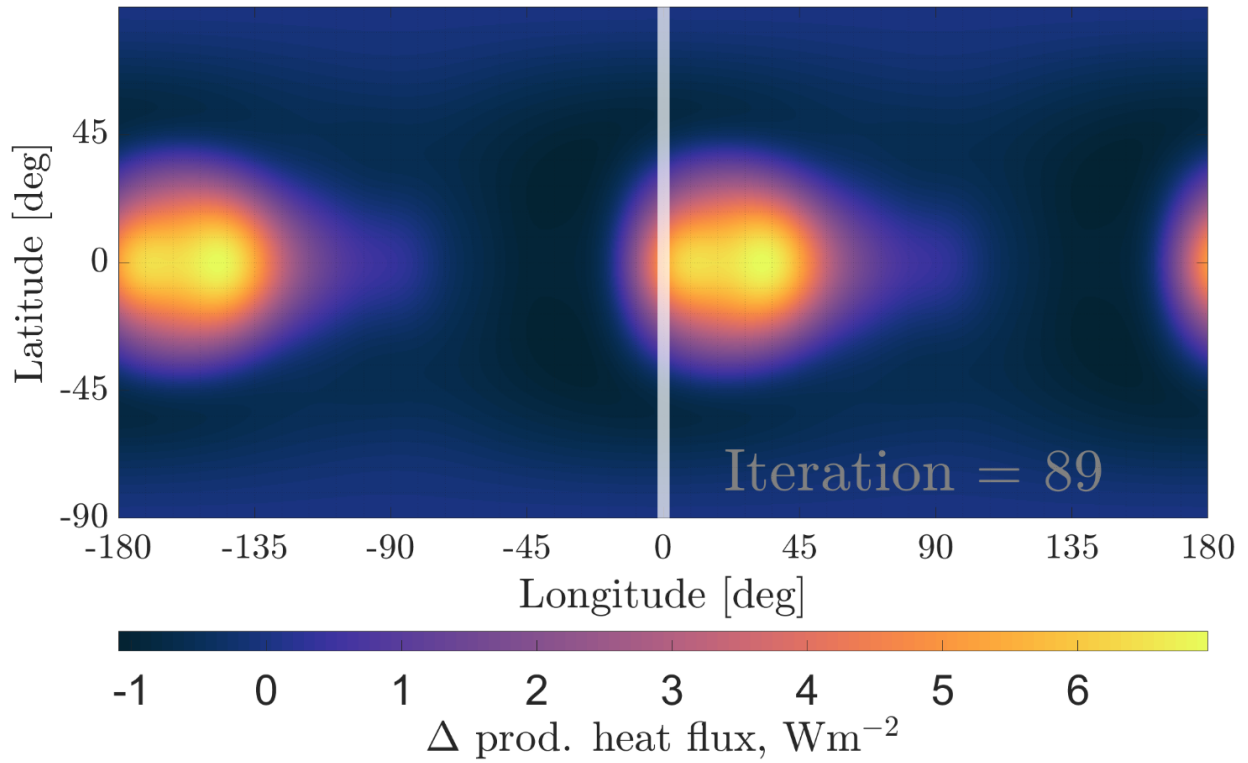 45
0
-45
-90
Latitude [deg]
Iteration = 89
-180 -135 -90 -45 0 45 90 135 180
Longitude [deg]
-1 0 1 2 3 4 5 6
Δ prod. heat flux, Wm⁻²